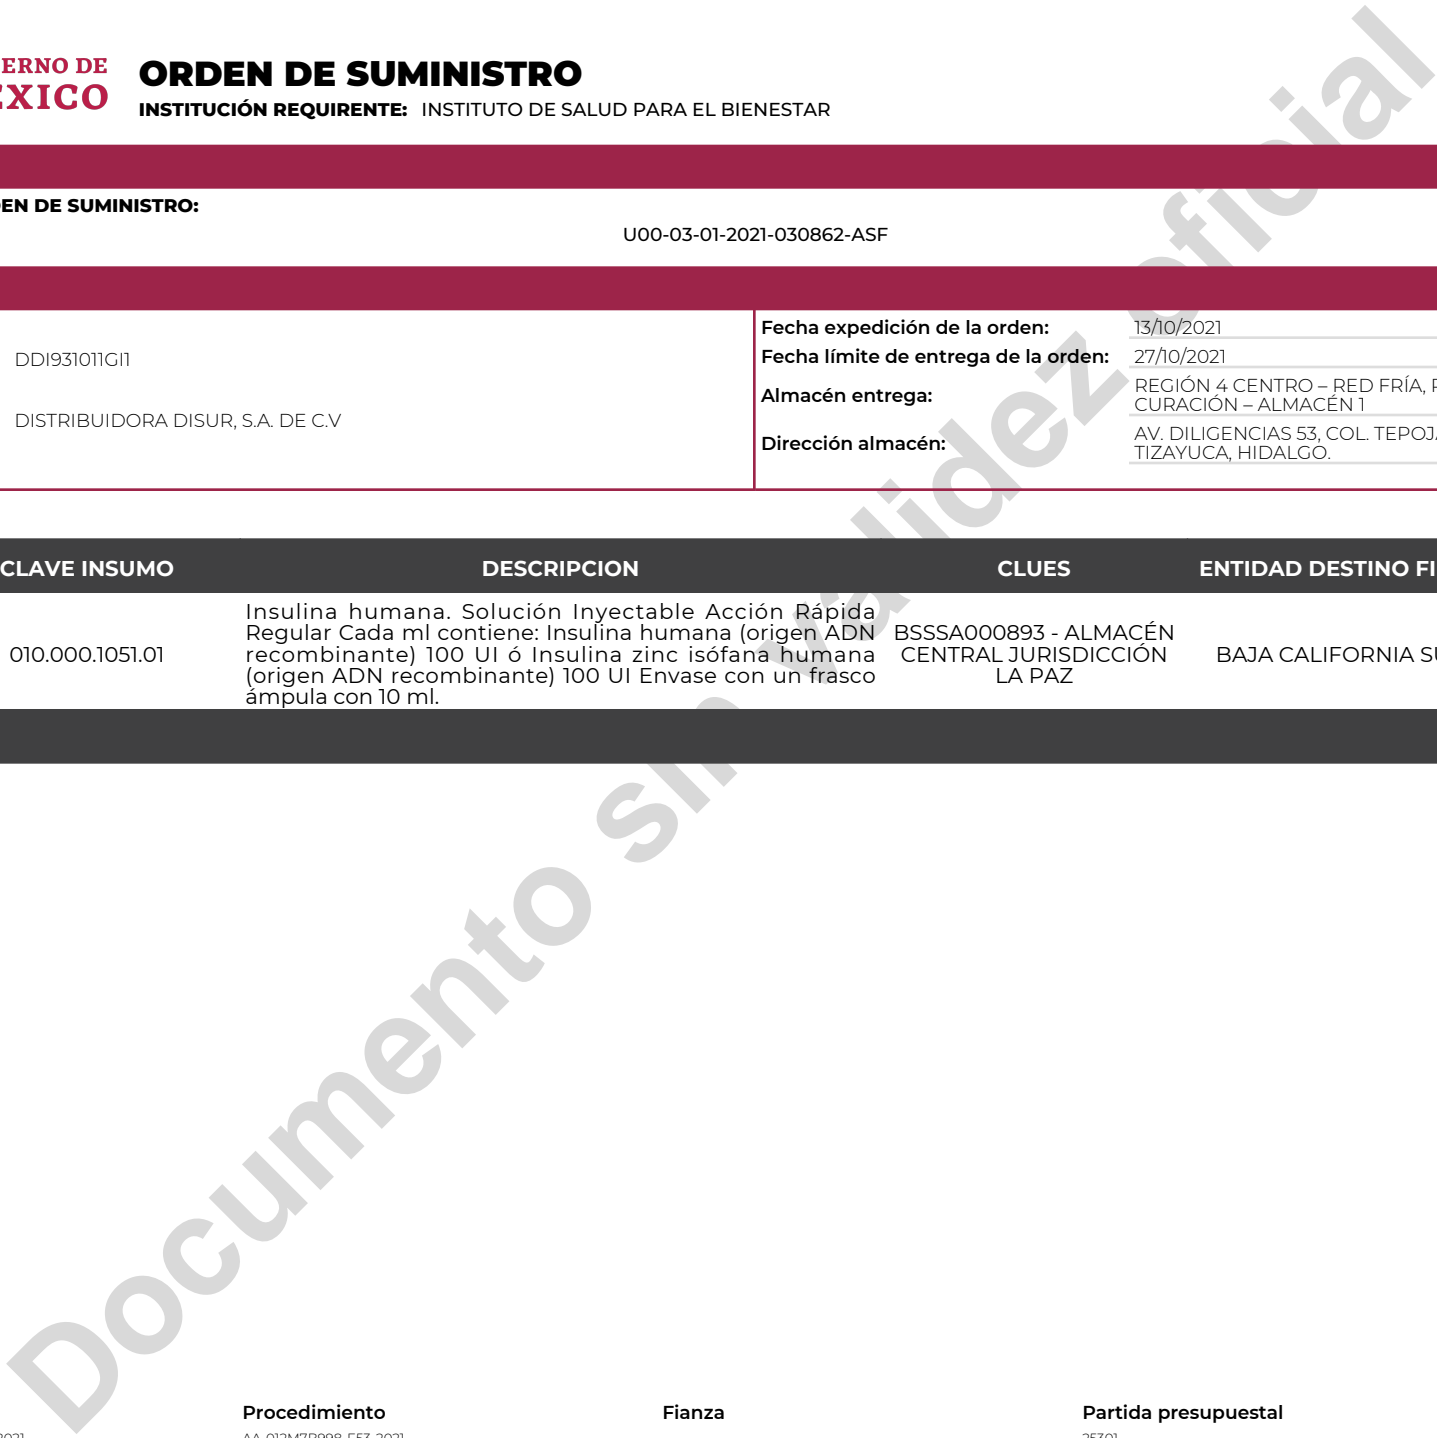 ERNO DE
ORDEN DE SUMINISTRO
INSTITUCIÓN REQUIRENTE: INSTITUTO DE SALUD PARA EL BIENESTAR
EN DE SUMINISTRO:
U00-03-01-2021-030862-ASF
DDI931011GI1
DISTRIBUIDORA DISUR, S.A. DE C.V
Fecha expedición de la orden: 13/10/2021
Fecha límite de entrega de la orden: 27/10/2021
Almacén entrega:
REGIÓN 4 CENTRO – RED FRÍA,
CURACIÓN – ALMACÉN 1
Dirección almacén:
AV. DILIGENCIAS 53, COL. TEPOJA
TIZAYUCA, HIDALGO.
CLAVE INSUMO DESCRIPCION CLUES ENTIDAD DESTINO FI
010.000.1051.01
Insulina humana. Solución Inyectable Acción Rápida
Regular Cada ml contiene: Insulina humana (origen ADN
recombinante) 100 UI ó Insulina zinc isófana humana
(origen ADN recombinante) 100 UI Envase con un frasco
ámpula con 10 ml.
BSSSA000893 - ALMACÉN
CENTRAL JURISDICCIÓN
LA PAZ
BAJA CALIFORNIA SU
Documento sin validez oficial
Procedimiento Fianza Partida presupuestal